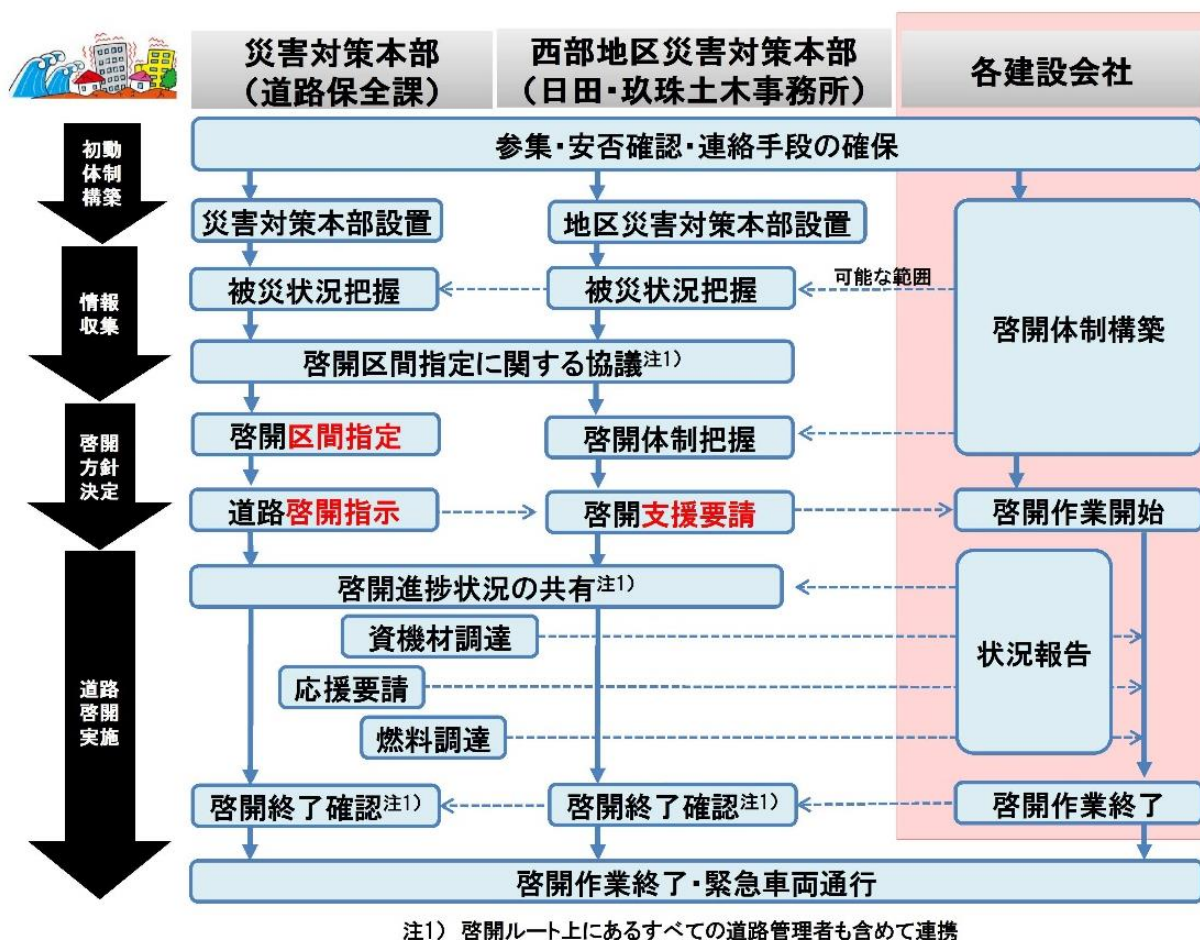 災害対策本部
(道路保全課)
西部地区災害対策本部
(日田・玖珠土木事務所)
各建設会社
初動
体制
構築
参集・安否確認・連絡手段の確保
災害対策本部設置
地区災害対策本部設置
情報
収集
被災状況把握
被災状況把握
可能な範囲
啓開体制構築
啓開区間指定に関する協議注1)
啓開
方針
決定
啓開区間指定
啓開体制把握
道路啓開指示
啓開支援要請
啓開作業開始
道路
啓開
実施
啓開進捗状況の共有注1)
資機材調達
応援要請
燃料調達
状況報告
啓開終了確認注1)
啓開終了確認注1)
啓開作業終了
啓開作業終了・緊急車両通行
注1) 啓開ルート上にあるすべての道路管理者も含めて連携